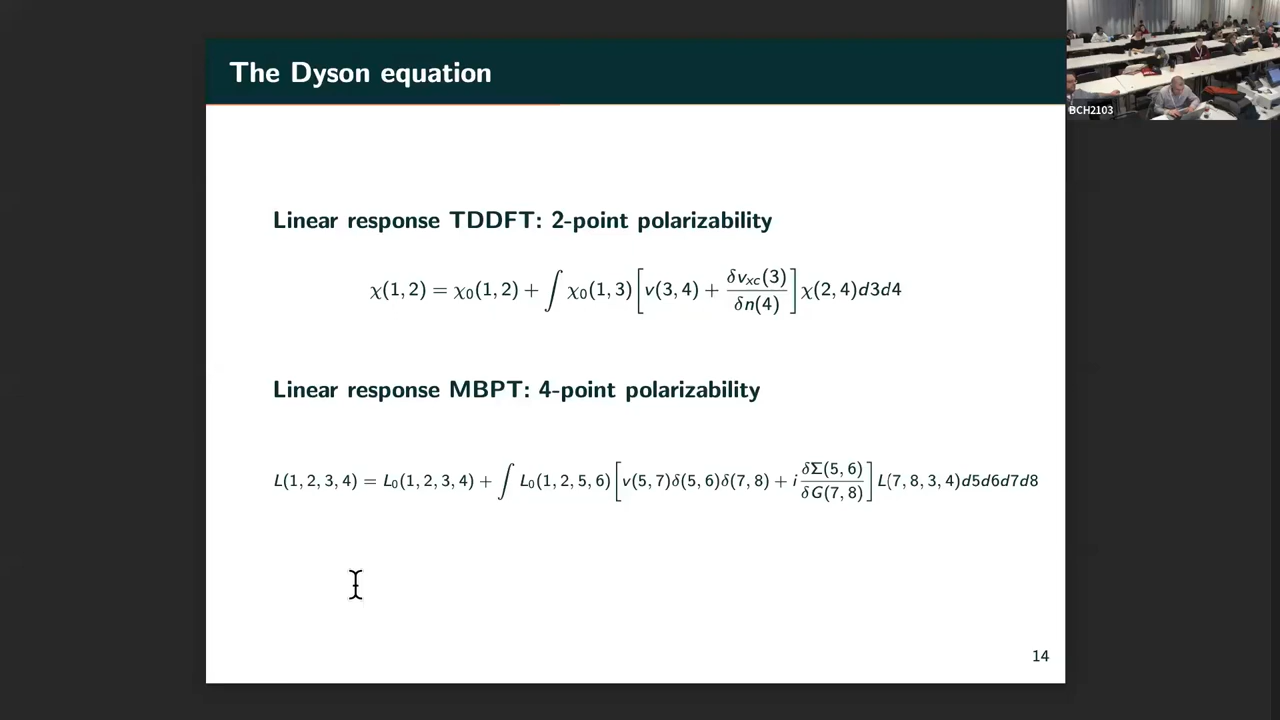 The Dyson equation
BCH2103
Linear response TDDFT: 2-point polarizability
χ(1, 2) = χ₀(1, 2) + ∫ χ₀(1, 3) [ v(3, 4) + δv_xc(3) / δn(4) ] χ(2, 4)d3d4
Linear response MBPT: 4-point polarizability
L(1, 2, 3, 4) = L₀(1, 2, 3, 4) + ∫ L₀(1, 2, 5, 6) [ v(5, 7)δ(5, 6)δ(7, 8) + i δΣ(5, 6) / δG(7, 8) ] L(7, 8, 3, 4)d5d6d7d8
14